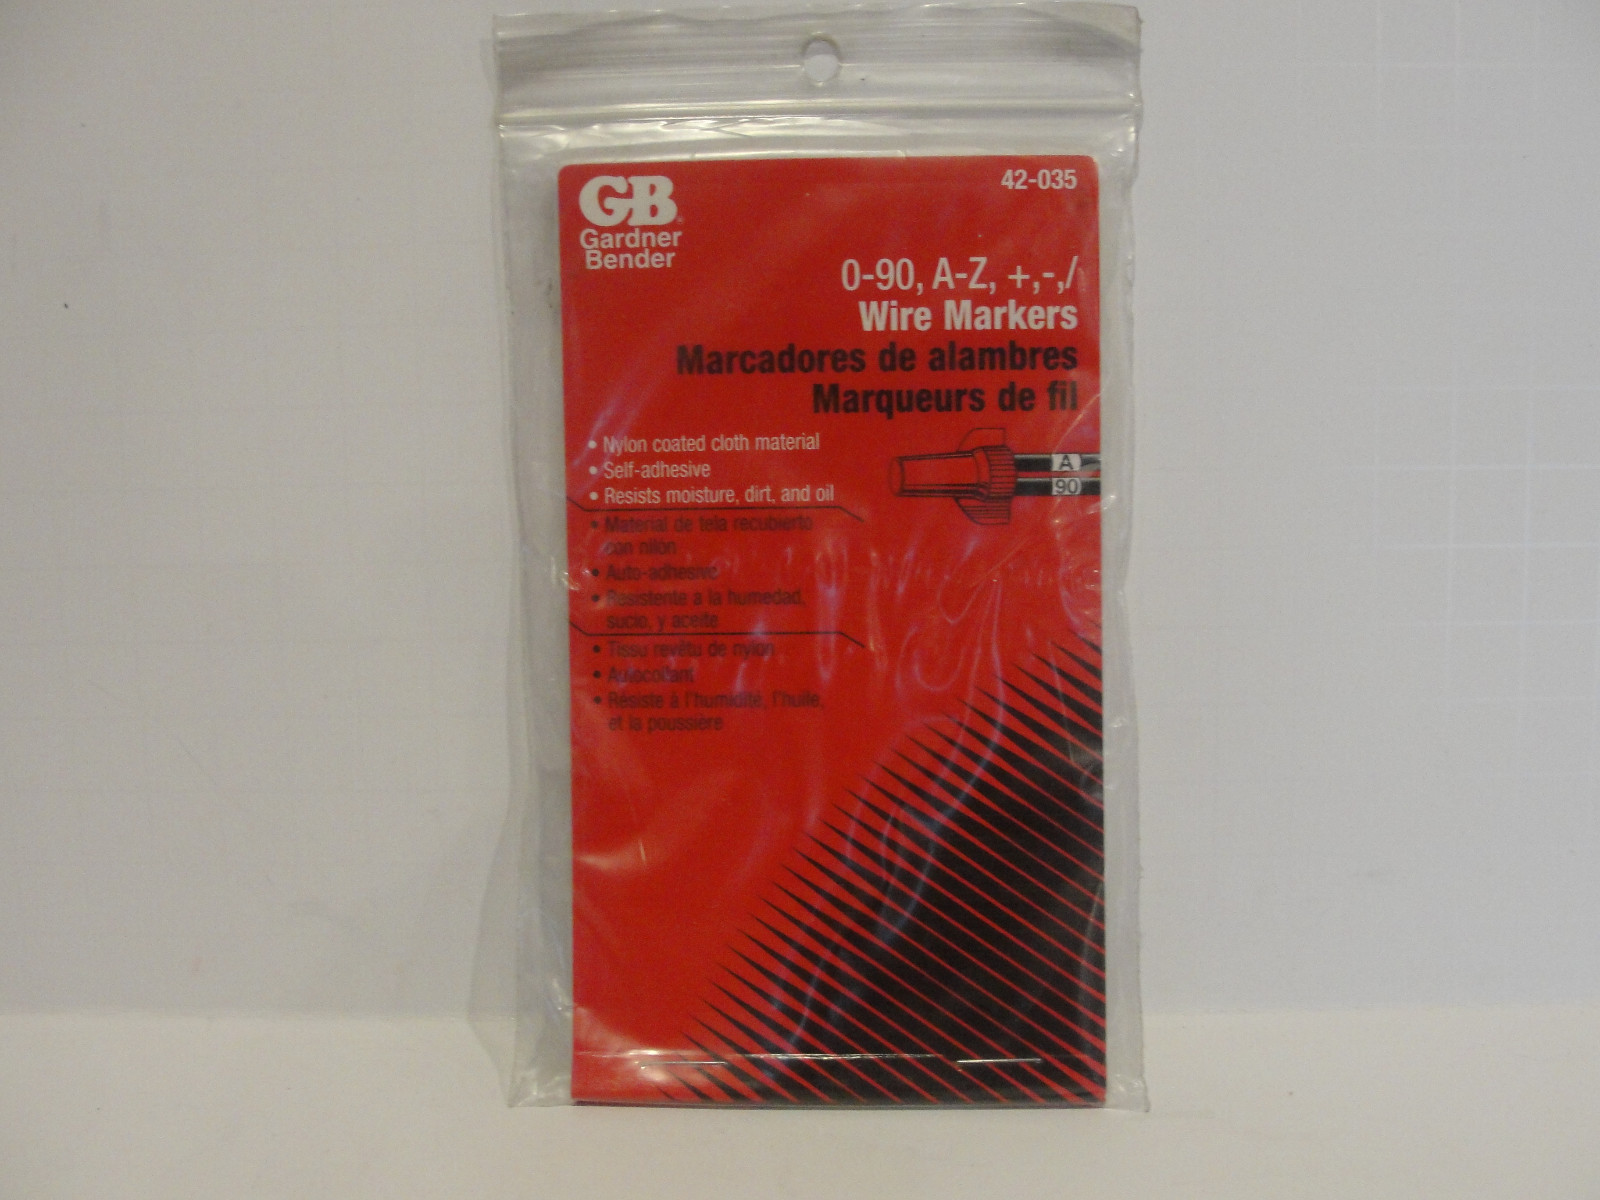 GB
Gardner
Bender
42-035
0-90, A-Z, +,-,/
Wire Markers
Marcadores de alambres
Marqueurs de fil
• Nylon coated cloth material
• Self-adhesive
• Resists moisture, dirt, and oil
• Material de tela recubierto
con nilón
• Auto-adhesive
• Resistente a la humedad,
sucio, y aceite
• Tissu revêtu de nylon
• Autocollant
• Résiste à l'humidité, l'huile,
et la poussière
A
90